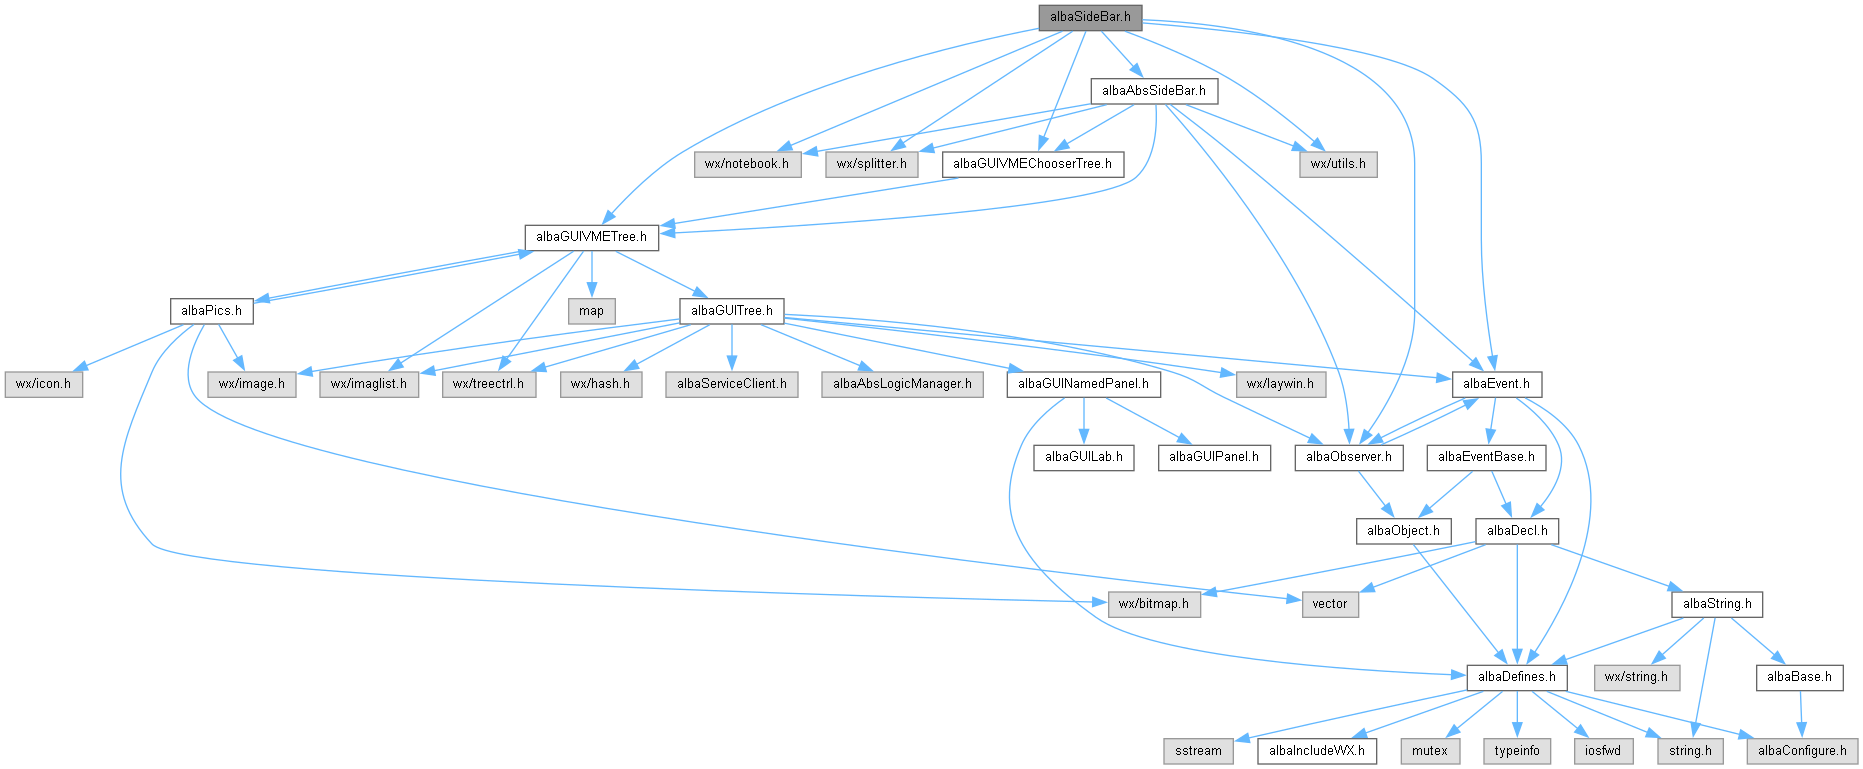 albaSideBar.h
albaAbsSideBar.h
wx/notebook.h
wx/splitter.h
albaGUIVMEChooserTree.h
wx/utils.h
albaGUIVMETree.h
albaPics.h
map
albaGUITree.h
wx/icon.h
wx/image.h
wx/imaglist.h
wx/treectrl.h
wx/hash.h
albaServiceClient.h
albaAbsLogicManager.h
albaGUINamedPanel.h
wx/laywin.h
albaEvent.h
albaGUILab.h
albaGUIPanel.h
albaObserver.h
albaEventBase.h
albaObject.h
albaDecl.h
wx/bitmap.h
vector
albaString.h
albaDefines.h
wx/string.h
albaBase.h
sstream
albaIncludeWX.h
mutex
typeinfo
iosfwd
string.h
albaConfigure.h